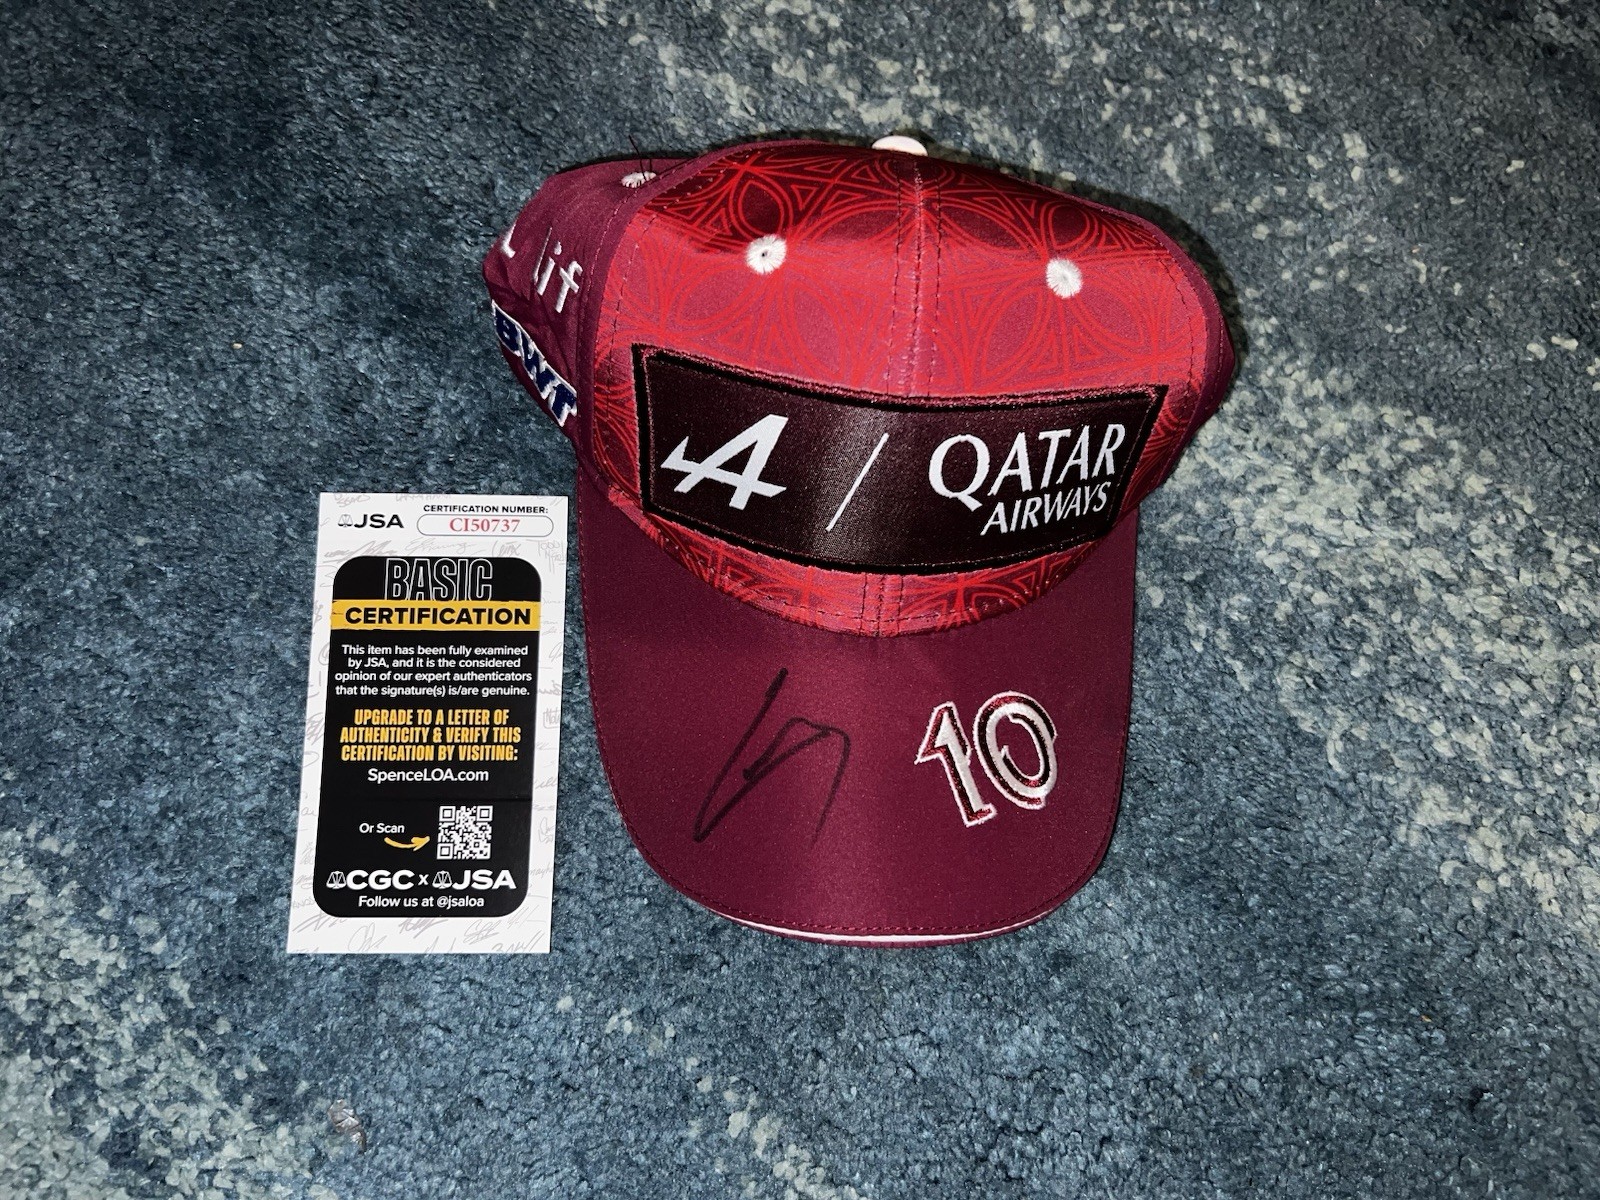 lif
BWT
A / QATAR
AIRWAYS
10
JSA
CERTIFICATION NUMBER:
CI50737
BASIC
CERTIFICATION
This item has been fully examined
by JSA, and it is the considered
opinion of our expert authenticators
that the signature(s) is/are genuine.
UPGRADE TO A LETTER OF
AUTHENTICITY & VERIFY THIS
CERTIFICATION BY VISITING:
SpenceLOA.com
Or Scan
CGC x JSA
Follow us at @jsaloa